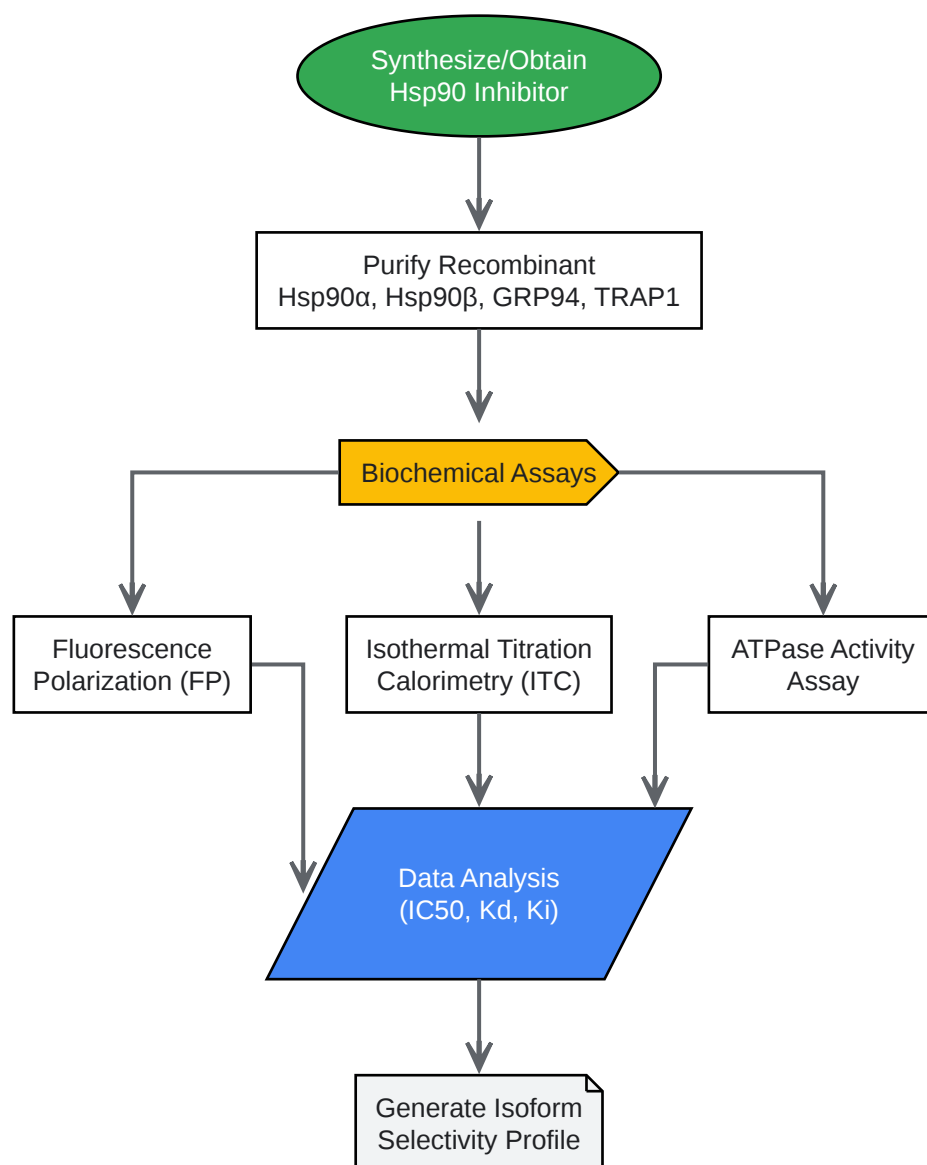 Synthesize/Obtain
Hsp90 Inhibitor
Purify Recombinant
Hsp90α, Hsp90β, GRP94, TRAP1
Biochemical Assays
Fluorescence
Polarization (FP)
Isothermal Titration
Calorimetry (ITC)
ATPase Activity
Assay
Data Analysis
(IC50, Kd, Ki)
Generate Isoform
Selectivity Profile